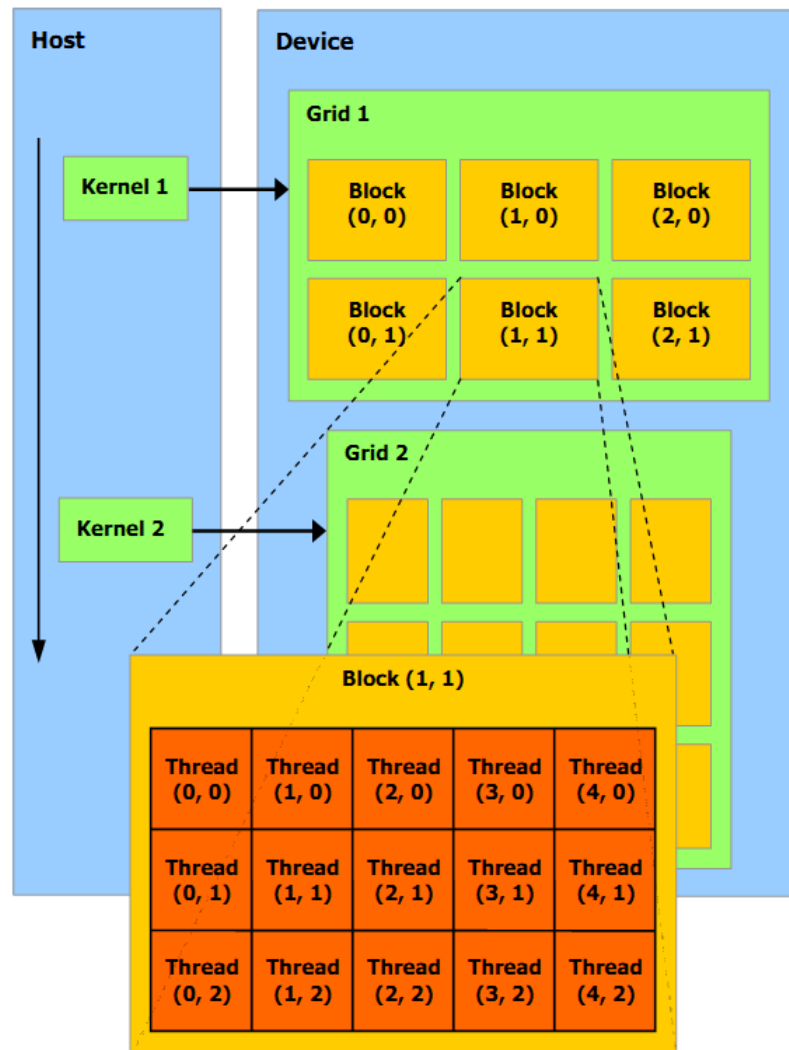 Host
Device
Grid 1
Kernel 1
Block
(0, 0)
Block
(1, 0)
Block
(2, 0)
Block
(0, 1)
Block
(1, 1)
Block
(2, 1)
Grid 2
Kernel 2
Block (1, 1)
Thread
(0, 0)
Thread
(1, 0)
Thread
(2, 0)
Thread
(3, 0)
Thread
(4, 0)
Thread
(0, 1)
Thread
(1, 1)
Thread
(2, 1)
Thread
(3, 1)
Thread
(4, 1)
Thread
(0, 2)
Thread
(1, 2)
Thread
(2, 2)
Thread
(3, 2)
Thread
(4, 2)